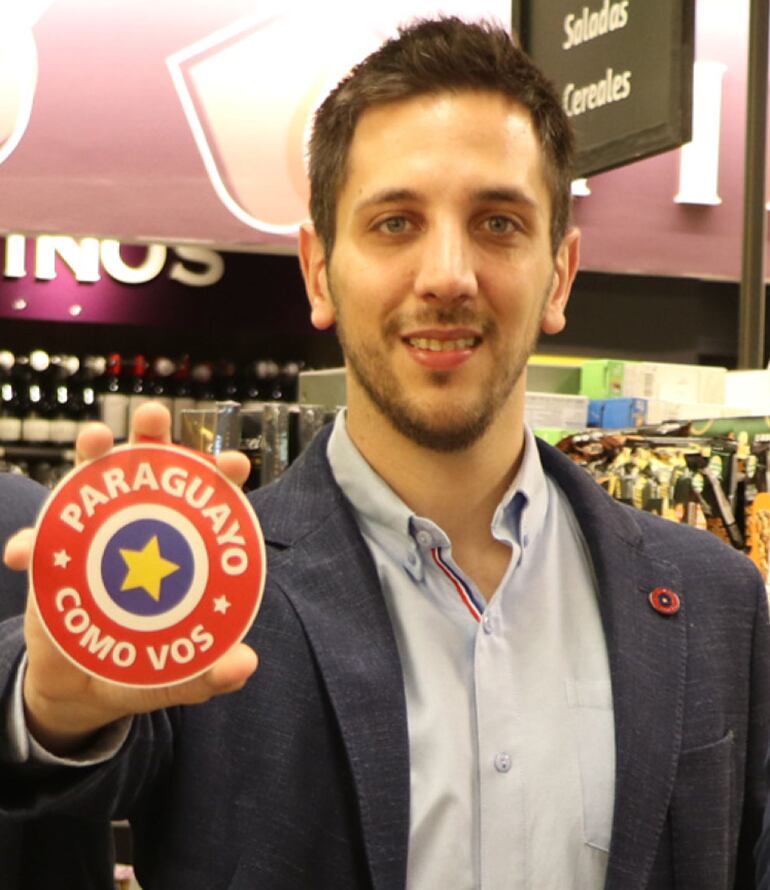 Saladas
Cereales
INOS
PARAGUAYO
COMO VOS